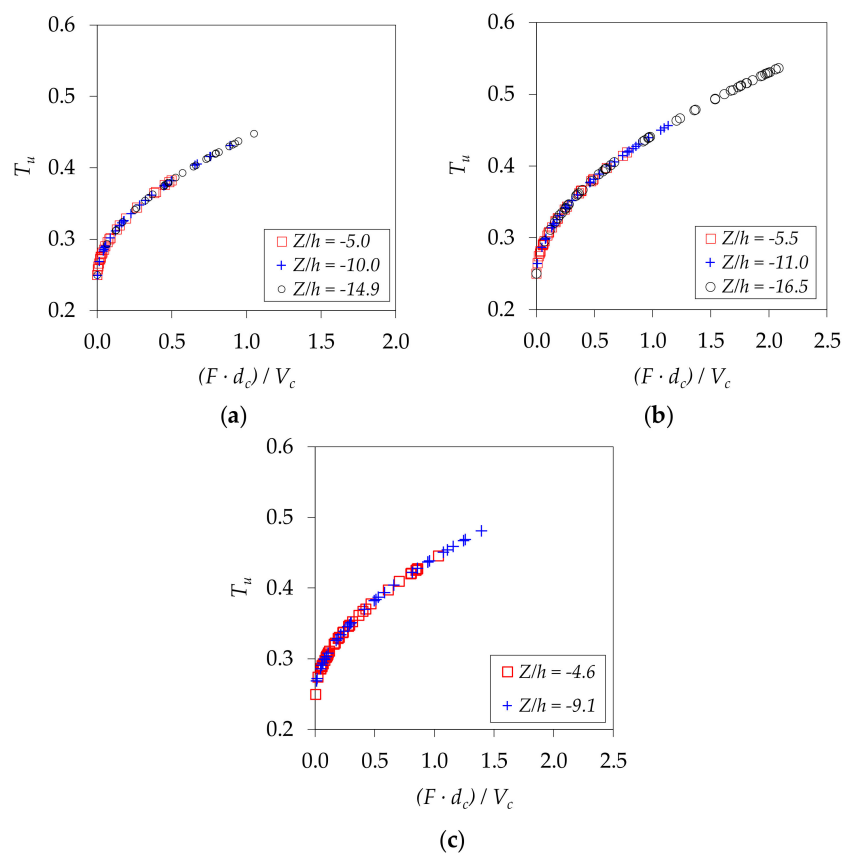 0.6
0.5
0.4
0.3
0.2
T_u
Z/h = -5.0
Z/h = -10.0
Z/h = -14.9
0.0 0.5 1.0 1.5 2.0
(F · d_c) / V_c
(a)
0.6
0.5
0.4
0.3
0.2
T_u
Z/h = -5.5
Z/h = -11.0
Z/h = -16.5
0.0 0.5 1.0 1.5 2.0 2.5
(F · d_c) / V_c
(b)
0.6
0.5
0.4
0.3
0.2
T_u
Z/h = -4.6
Z/h = -9.1
0.0 0.5 1.0 1.5 2.0 2.5
(F · d_c) / V_c
(c)